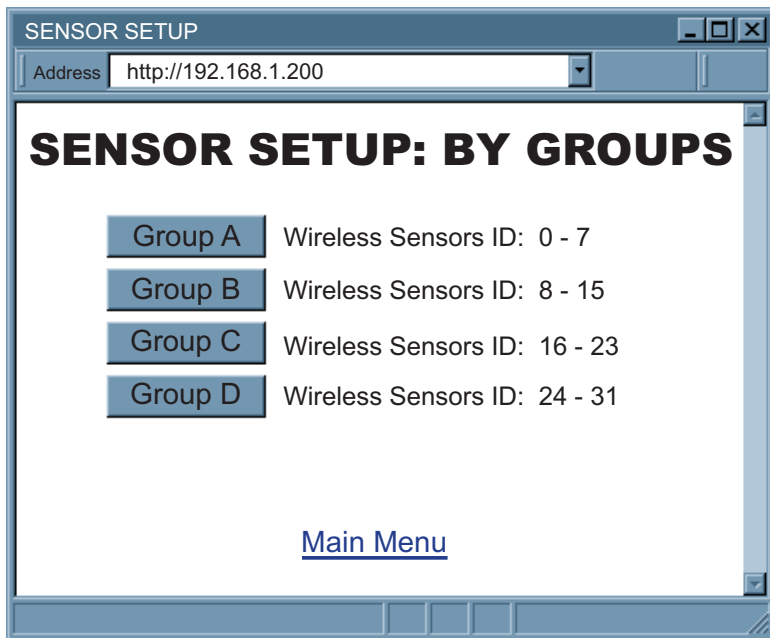 SENSOR SETUP
Address http://192.168.1.200
SENSOR SETUP: BY GROUPS
Group A Wireless Sensors ID: 0 - 7
Group B Wireless Sensors ID: 8 - 15
Group C Wireless Sensors ID: 16 - 23
Group D Wireless Sensors ID: 24 - 31
Main Menu